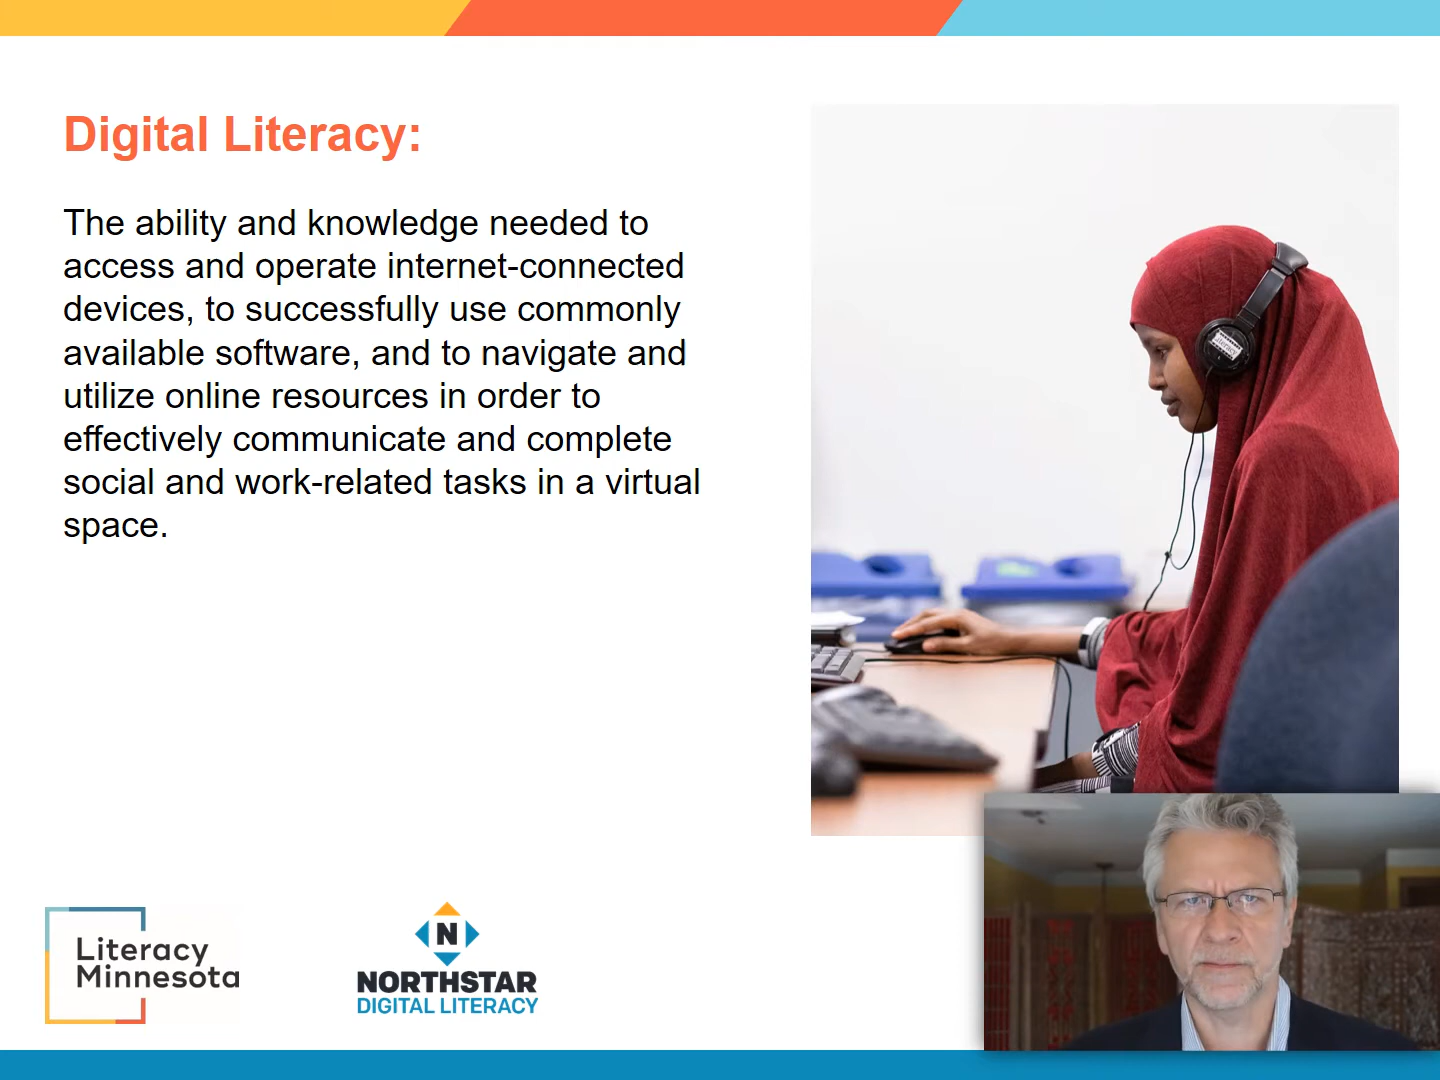 Digital Literacy:
The ability and knowledge needed to
access and operate internet-connected
devices, to successfully use commonly
available software, and to navigate and
utilize online resources in order to
effectively communicate and complete
social and work-related tasks in a virtual
space.
Literacy
Minnesota
N
NORTHSTAR
DIGITAL LITERACY